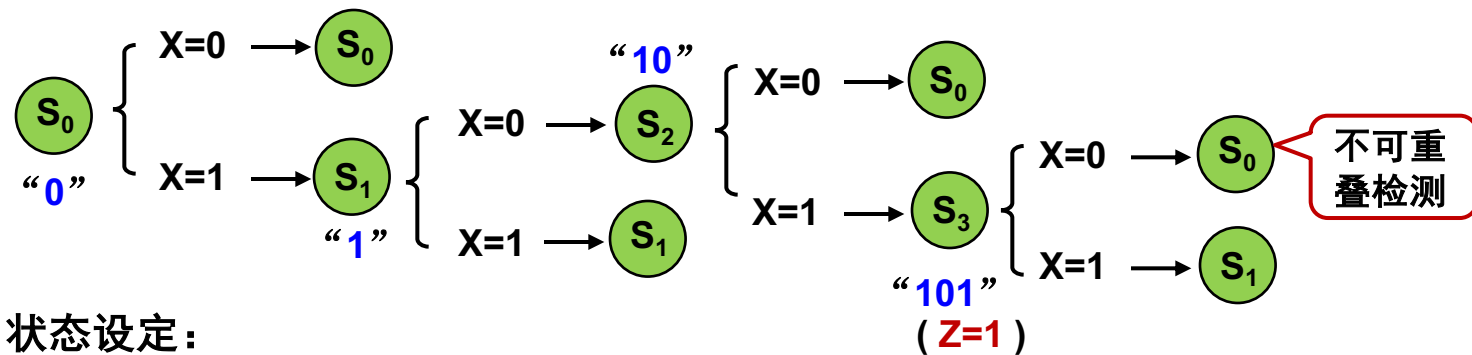 X=0 → S₀
“10”
X=0 → S₀
S₀
X=0 → S₂
X=0 → S₀
不可重
叠检测
“0”
X=1 → S₁
X=1 → S₃
“1”
X=1 → S₁
X=1 → S₁
“101”
状态设定：
( Z=1 )